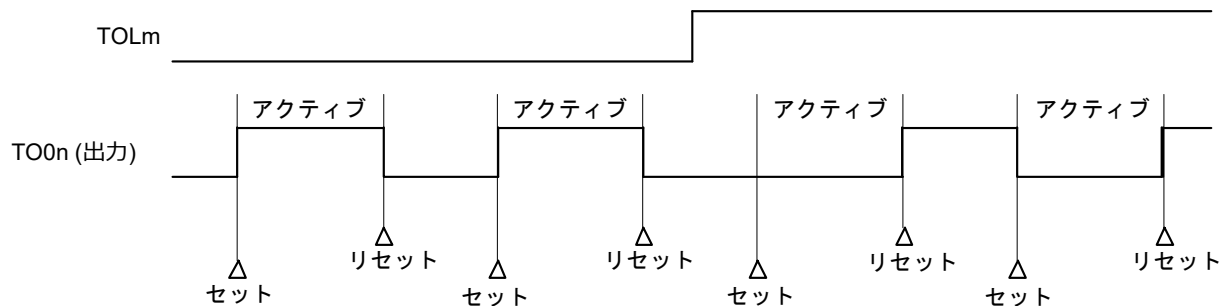 TOLm
アクティブ アクティブ アクティブ アクティブ
TO0n (出力)
リセット リセット リセット リセット
セット セット セット セット